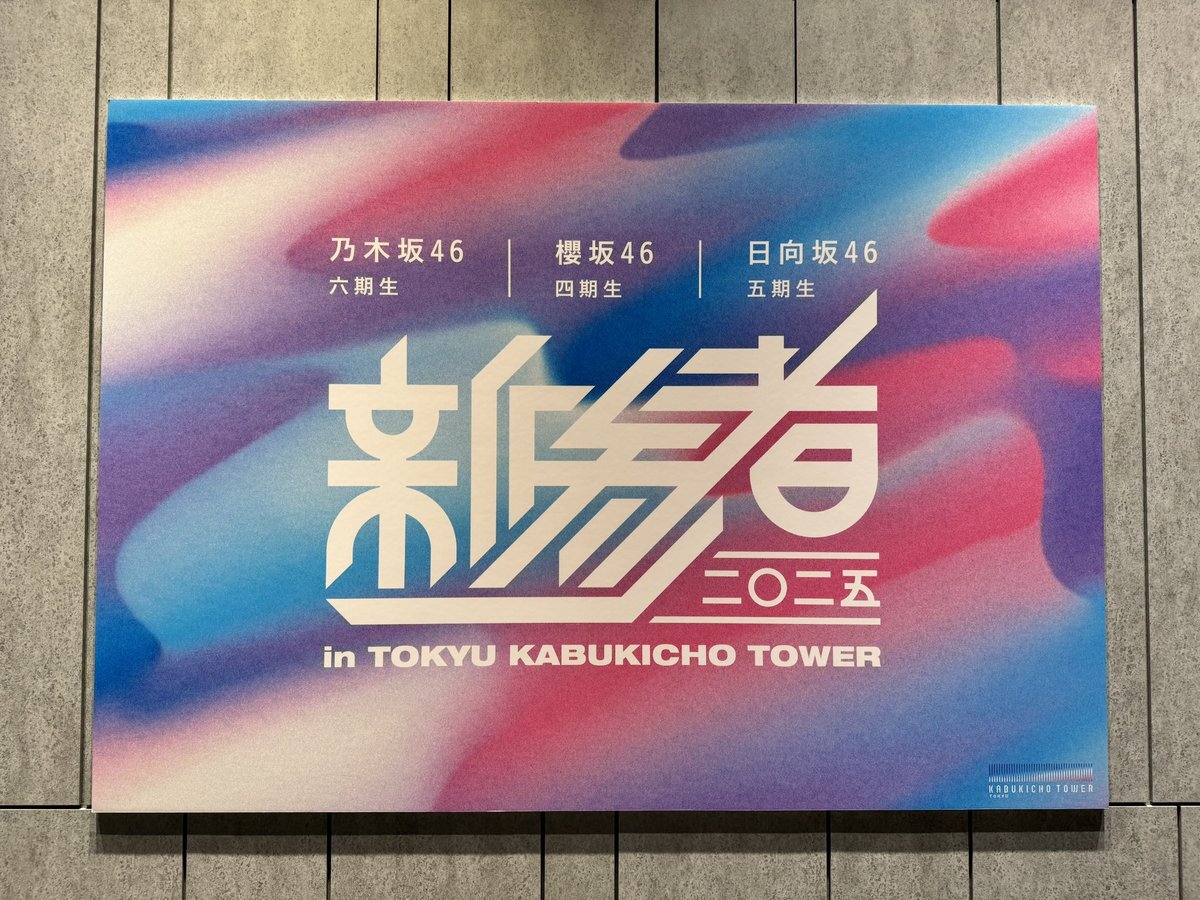 乃木坂46 櫻坂46 日向坂46
六期生 四期生 五期生
新参者
二〇二五
in TOKYU KABUKICHO TOWER
KABUKICHO TOWER
TOKYU